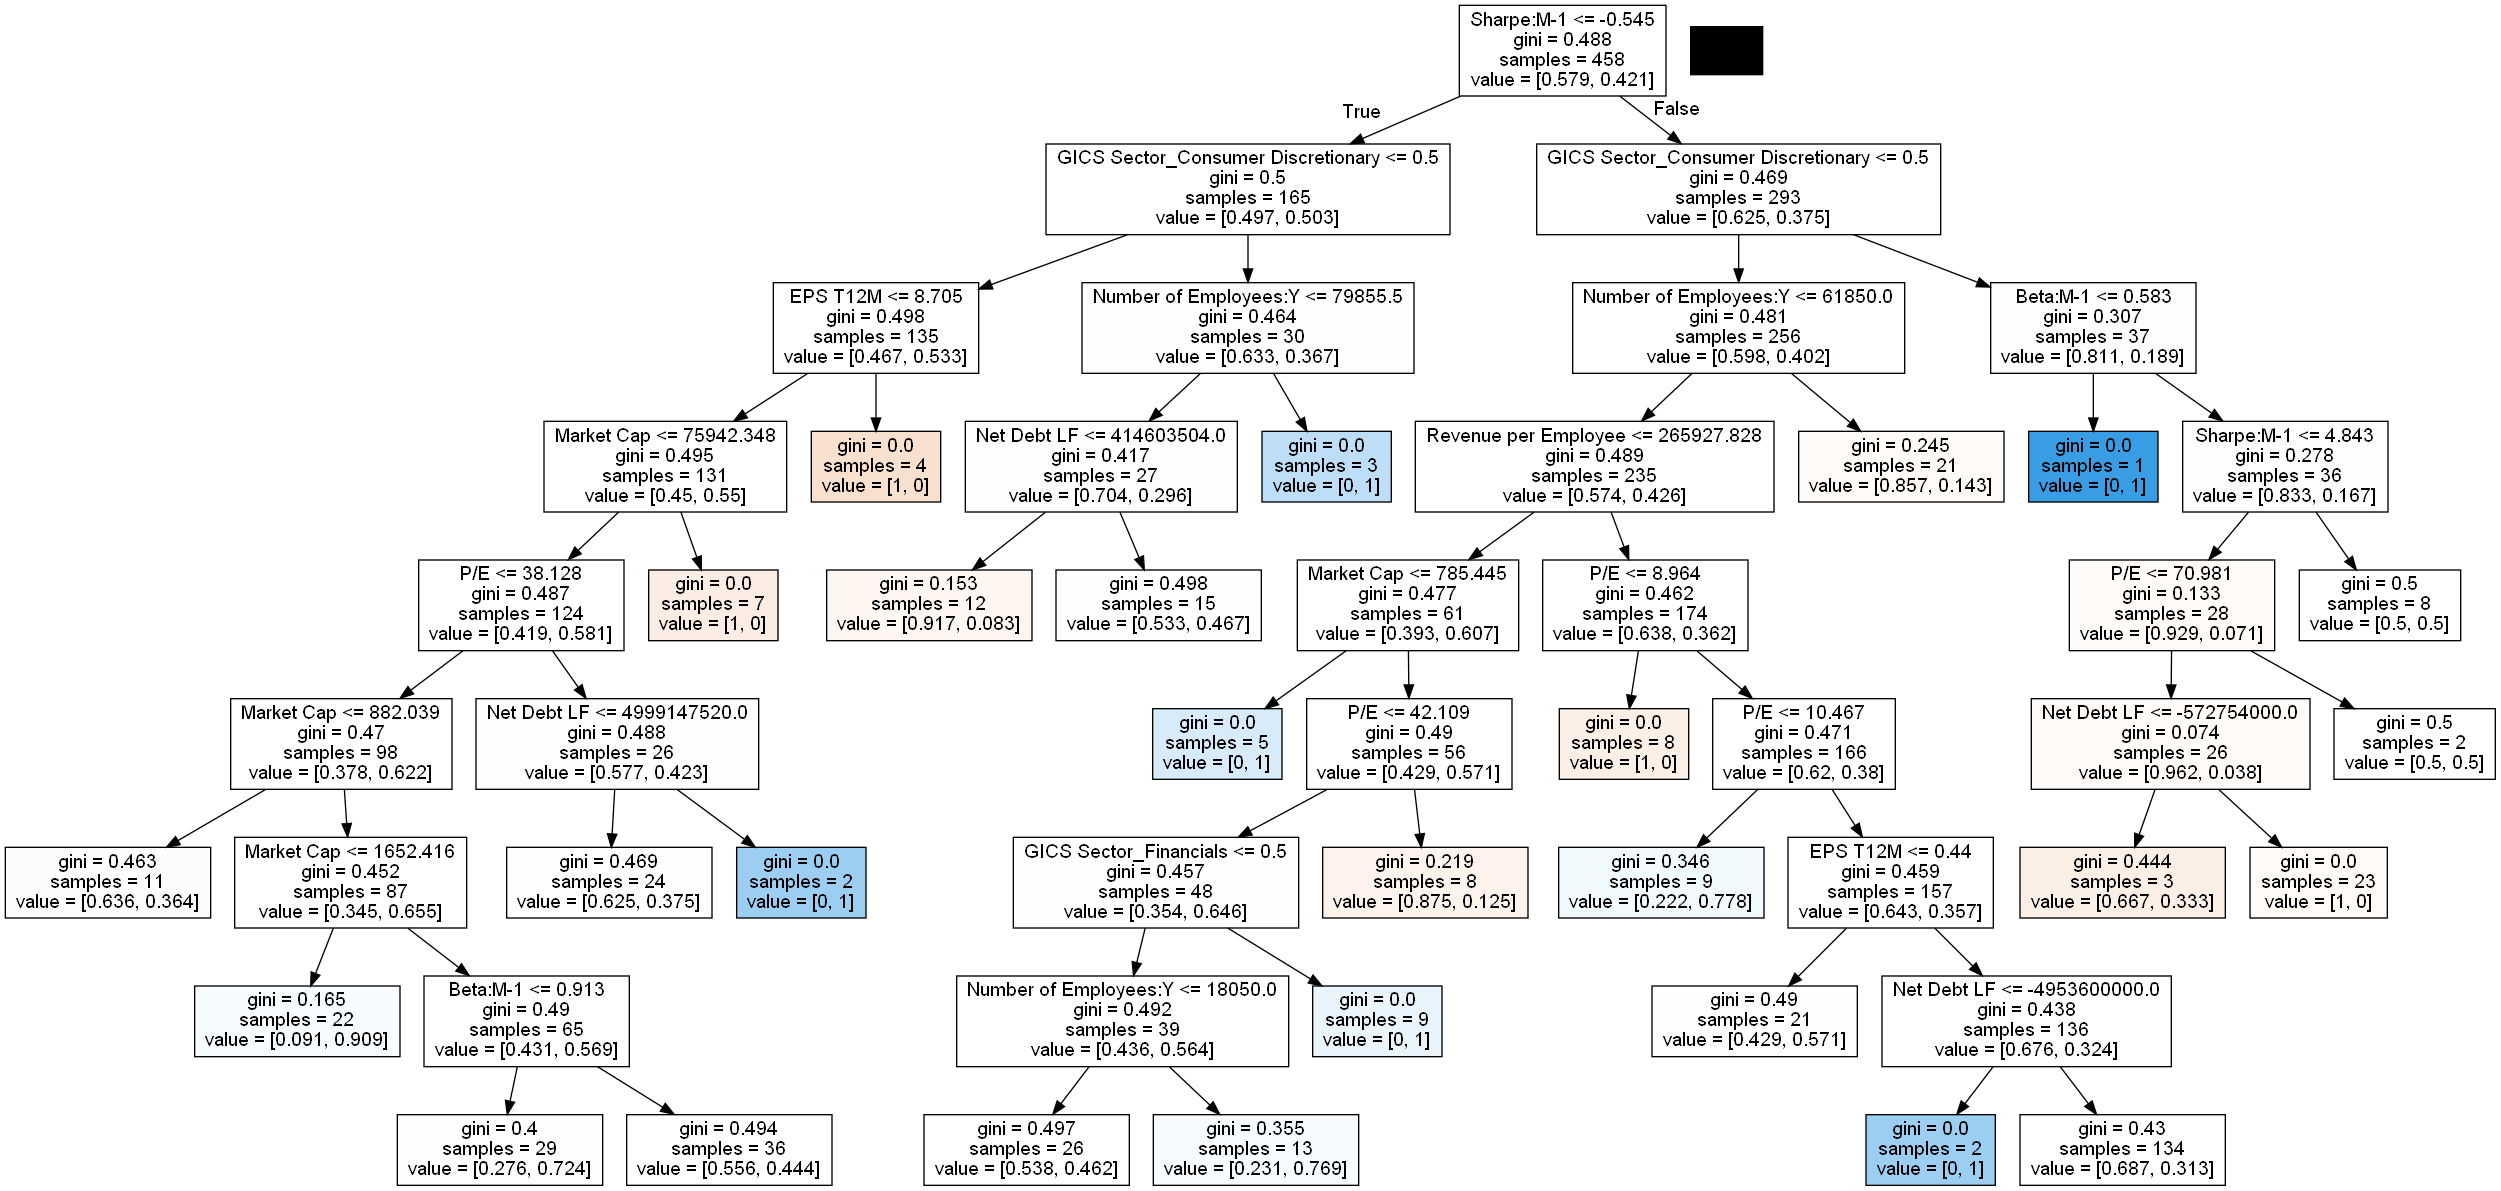 Sharpe:M-1 <= -0.545
gini = 0.488
samples = 458
value = [0.579, 0.421]
True
False
GICS Sector_Consumer Discretionary <= 0.5
gini = 0.5
samples = 165
value = [0.497, 0.503]
GICS Sector_Consumer Discretionary <= 0.5
gini = 0.469
samples = 293
value = [0.625, 0.375]
EPS T12M <= 8.705
gini = 0.498
samples = 135
value = [0.467, 0.533]
Number of Employees:Y <= 79855.5
gini = 0.464
samples = 30
value = [0.633, 0.367]
Number of Employees:Y <= 61850.0
gini = 0.481
samples = 256
value = [0.598, 0.402]
Beta:M-1 <= 0.583
gini = 0.307
samples = 37
value = [0.811, 0.189]
Market Cap <= 75942.348
gini = 0.495
samples = 131
value = [0.45, 0.55]
gini = 0.0
samples = 4
value = [1, 0]
Net Debt LF <= 414603504.0
gini = 0.417
samples = 27
value = [0.704, 0.296]
gini = 0.0
samples = 3
value = [0, 1]
Revenue per Employee <= 265927.828
gini = 0.489
samples = 235
value = [0.574, 0.426]
gini = 0.245
samples = 21
value = [0.857, 0.143]
gini = 0.0
samples = 1
value = [0, 1]
Sharpe:M-1 <= 4.843
gini = 0.278
samples = 36
value = [0.833, 0.167]
P/E <= 38.128
gini = 0.487
samples = 124
value = [0.419, 0.581]
gini = 0.0
samples = 7
value = [1, 0]
gini = 0.153
samples = 12
value = [0.917, 0.083]
gini = 0.498
samples = 15
value = [0.533, 0.467]
Market Cap <= 785.445
gini = 0.477
samples = 61
value = [0.393, 0.607]
P/E <= 8.964
gini = 0.462
samples = 174
value = [0.638, 0.362]
P/E <= 70.981
gini = 0.133
samples = 28
value = [0.929, 0.071]
gini = 0.5
samples = 8
value = [0.5, 0.5]
Market Cap <= 882.039
gini = 0.47
samples = 98
value = [0.378, 0.622]
Net Debt LF <= 4999147520.0
gini = 0.488
samples = 26
value = [0.577, 0.423]
gini = 0.0
samples = 5
value = [0, 1]
P/E <= 42.109
gini = 0.49
samples = 56
value = [0.429, 0.571]
gini = 0.0
samples = 8
value = [1, 0]
P/E <= 10.467
gini = 0.471
samples = 166
value = [0.62, 0.38]
Net Debt LF <= -572754000.0
gini = 0.074
samples = 26
value = [0.962, 0.038]
gini = 0.5
samples = 2
value = [0.5, 0.5]
gini = 0.463
samples = 11
value = [0.636, 0.364]
Market Cap <= 1652.416
gini = 0.452
samples = 87
value = [0.345, 0.655]
gini = 0.469
samples = 24
value = [0.625, 0.375]
gini = 0.0
samples = 2
value = [0, 1]
GICS Sector_Financials <= 0.5
gini = 0.457
samples = 48
value = [0.354, 0.646]
gini = 0.219
samples = 8
value = [0.875, 0.125]
gini = 0.346
samples = 9
value = [0.222, 0.778]
EPS T12M <= 0.44
gini = 0.459
samples = 157
value = [0.643, 0.357]
gini = 0.444
samples = 3
value = [0.667, 0.333]
gini = 0.0
samples = 23
value = [1, 0]
gini = 0.165
samples = 22
value = [0.091, 0.909]
Beta:M-1 <= 0.913
gini = 0.49
samples = 65
value = [0.431, 0.569]
Number of Employees:Y <= 18050.0
gini = 0.492
samples = 39
value = [0.436, 0.564]
gini = 0.0
samples = 9
value = [0, 1]
gini = 0.49
samples = 21
value = [0.429, 0.571]
Net Debt LF <= -4953600000.0
gini = 0.438
samples = 136
value = [0.676, 0.324]
gini = 0.4
samples = 29
value = [0.276, 0.724]
gini = 0.494
samples = 36
value = [0.556, 0.444]
gini = 0.497
samples = 26
value = [0.538, 0.462]
gini = 0.355
samples = 13
value = [0.231, 0.769]
gini = 0.0
samples = 2
value = [0, 1]
gini = 0.43
samples = 134
value = [0.687, 0.313]